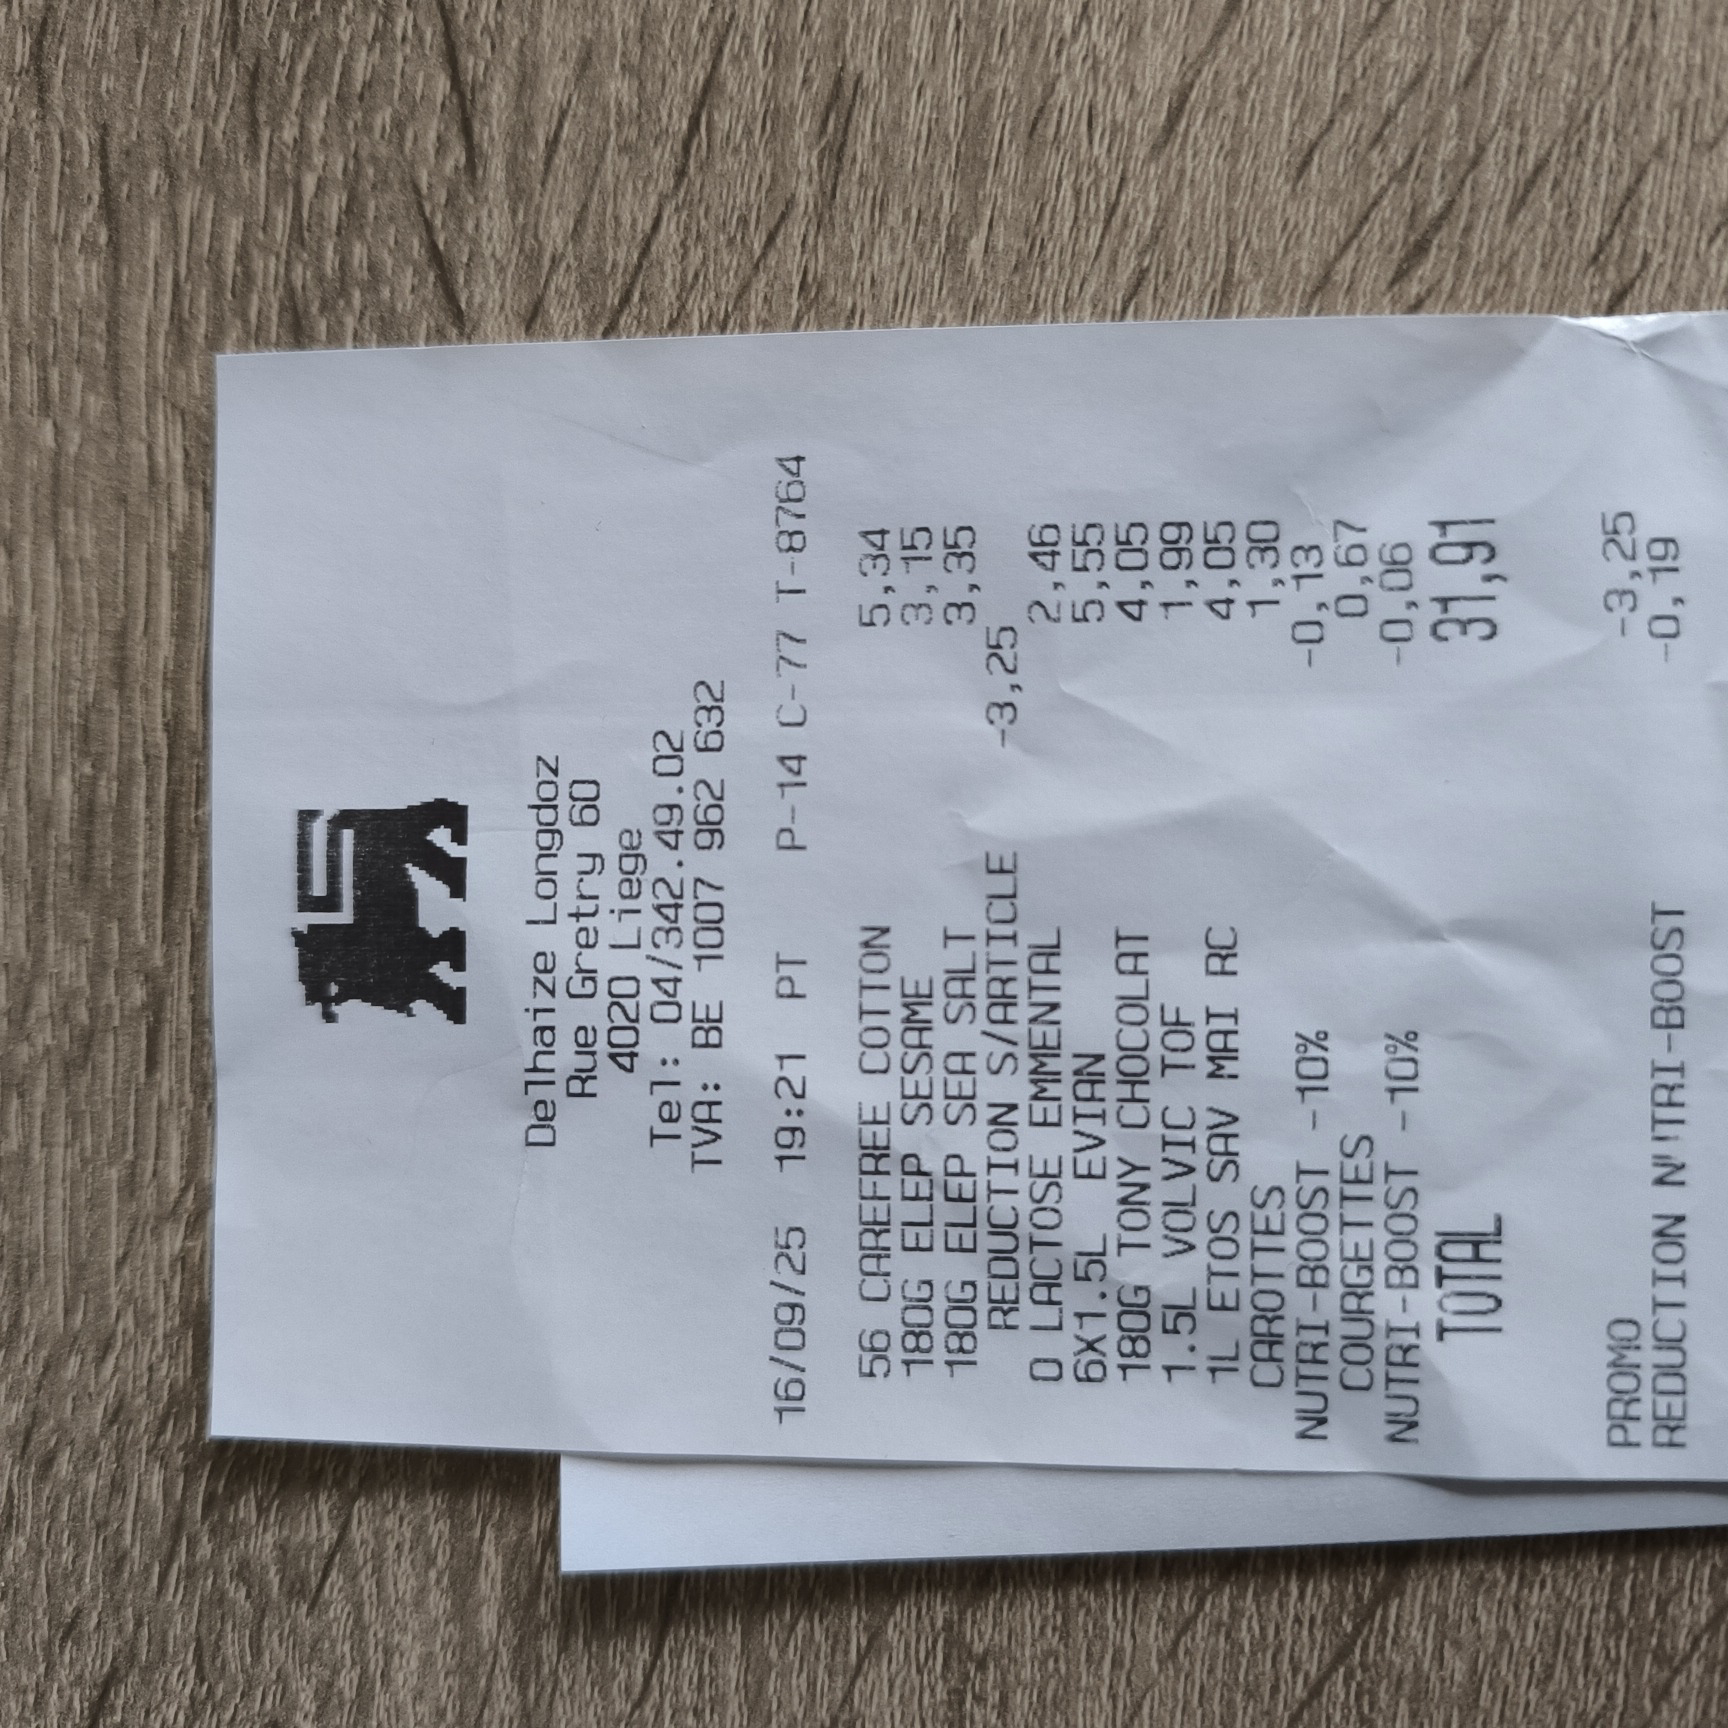 Delhaize Longdoz
Rue Gretry 60
4020 Liege
Tel: 04/342.49.02
TVA: BE 1007 962 632
16/09/25 19:21 PT P-14 C-77 T-8764
56 CAREFREE COTTON 5,34
180G ELEP SESAME 3,15
180G ELEP SEA SALT 3,35
REDUCTION S/ARTICLE -3,25
0 LACTOSE EMMENTAL 2,46
6X1.5L EVIAN 5,55
180G TONY CHOCOLAT 4,05
1.5L VOLVIC TOF 1,99
1L ETOS SAV MAI RC 4,05
CAROTTES 1,30
NUTRI-BOOST -10% -0,13
COURGETTES 0,67
NUTRI-BOOST -10% -0,06
TOTAL 31,91
PROMO -3,25
REDUCTION NUTRI-BOOST -0,19